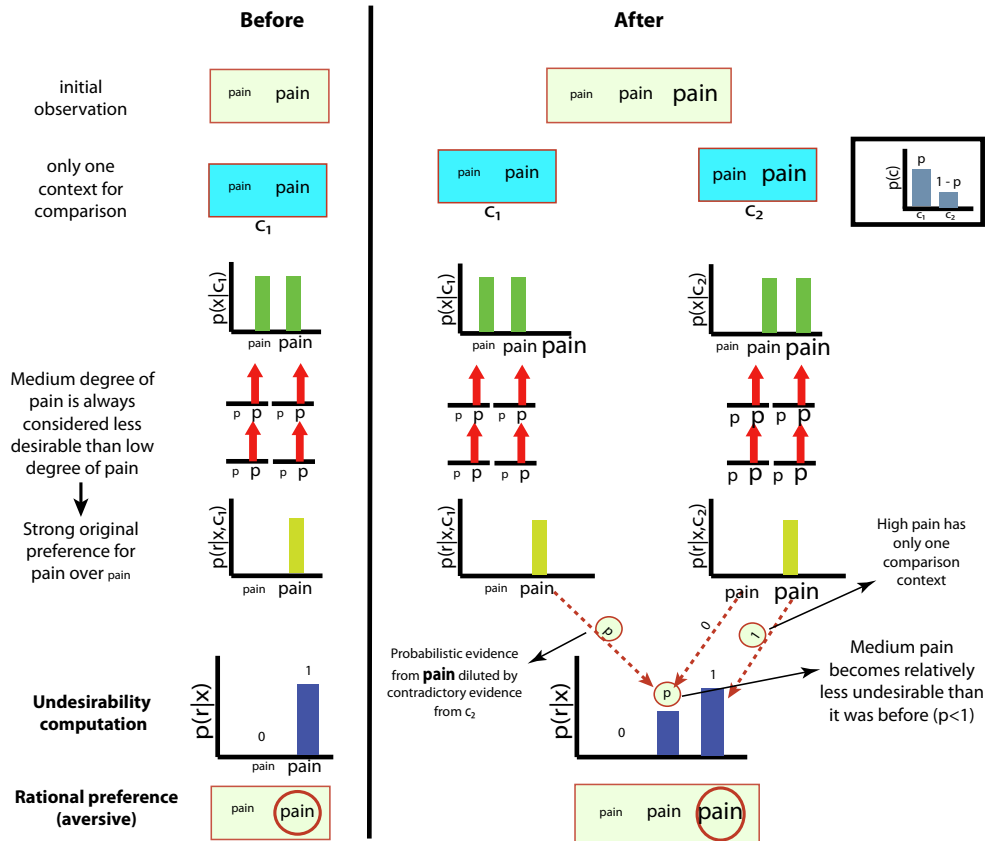 Before
After
initial
observation
pain pain
pain pain pain
only one
context for
comparison
pain pain
c₁
pain pain
c₁
pain pain
c₂
p(c)
p
1 - p
c₁ c₂
p(x|c₁)
pain pain
p(x|c₁)
pain pain pain
p(x|c₂)
pain pain pain
Medium degree of
pain is always
considered less
desirable than low
degree of pain
p p p p
p p p p
p p p p
p p p p
p p p p
p p p p
Strong original
preference for
pain over pain
p(r|x,c₁)
pain pain
p(r|x,c₁)
pain pain
p(r|x,c₂)
pain pain
High pain has
only one
comparison
context
p
0
1
Probabilistic evidence
from pain diluted by
contradictory evidence
from c₂
Medium pain
becomes relatively
less undesirable than
it was before (p<1)
Undesirability
computation
p(r|x)
0
1
pain pain
p(r|x)
0
p
1
Rational preference
(aversive)
pain pain
pain pain pain